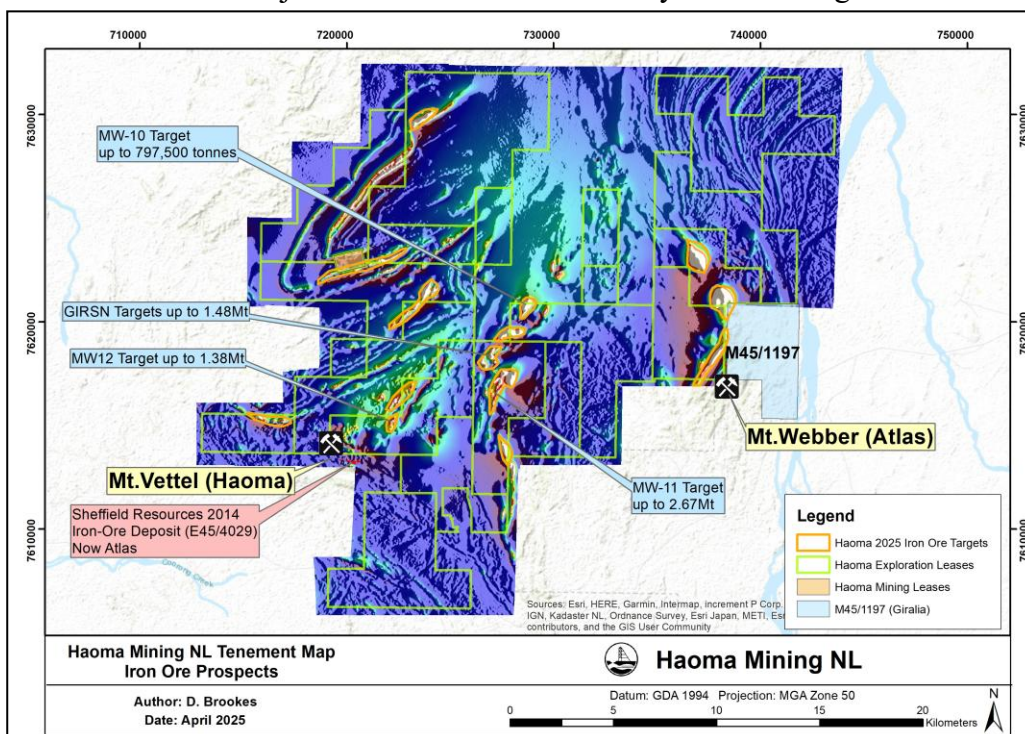 710000 720000 730000 740000 750000
7630000
7630000
MW-10 Target
up to 797,500 tonnes
GIRSN Targets up to 1.48Mt
7620000
7620000
MW12 Target up to 1.38Mt
M45/1197
Mt.Webber (Atlas)
Mt.Vettel (Haoma)
MW-11 Target
up to 2.67Mt
Sheffield Resources 2014
Iron-Ore Deposit (E45/4029)
Now Atlas
7610000
7610000
Legend
Haoma 2025 Iron Ore Targets
Haoma Exploration Leases
Haoma Mining Leases
M45/1197 (Giralia)
Sources: Esri, HERE, Garmin, Intermap, increment P Corp.
IGN, Kadaster NL, Ordnance Survey, Esri Japan, METI, Esri
contributors, and the GIS User Community
Haoma Mining NL Tenement Map
Iron Ore Prospects
Haoma Mining NL
Author: D. Brookes
Date: April 2025
Datum: GDA 1994 Projection: MGA Zone 50
N
0 5 10 15 20
Kilometers